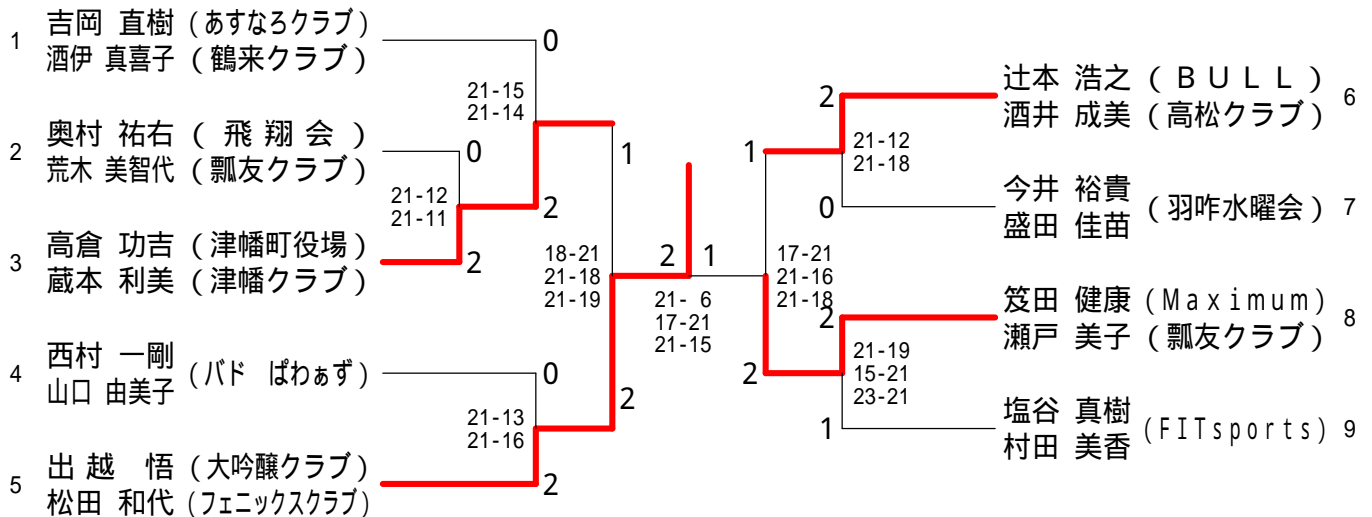 1 吉岡 直樹 (あすなろクラブ)
酒伊 真喜子 (鶴来クラブ)
0
21-15
21-14
2 奥村 祐右 (飛翔会)
荒木 美智代 (瓢友クラブ)
0
1
21-12
21-11
2
3 高倉 功吉 (津幡町役場)
蔵本 利美 (津幡クラブ)
2
18-21
21-18
21-19
4 西村 一剛
山口 由美子
(バド ぱわぁず)
0
21-13
21-16
2
5 出越 悟 (大吟醸クラブ)
松田 和代 (フェニックスクラブ)
2
2 1
21- 6
17-21
21-15
辻本 浩之 (BULL) 6
酒井 成美 (高松クラブ)
2
1
21-12
21-18
今井 裕貴
盛田 佳苗
(羽咋水曜会) 7
0
17-21
21-16
21-18
笈田 健康 (Maximum) 8
瀬戸 美子 (瓢友クラブ)
2
21-19
15-21
23-21
2
塩谷 真樹
村田 美香
(FITsports) 9
1